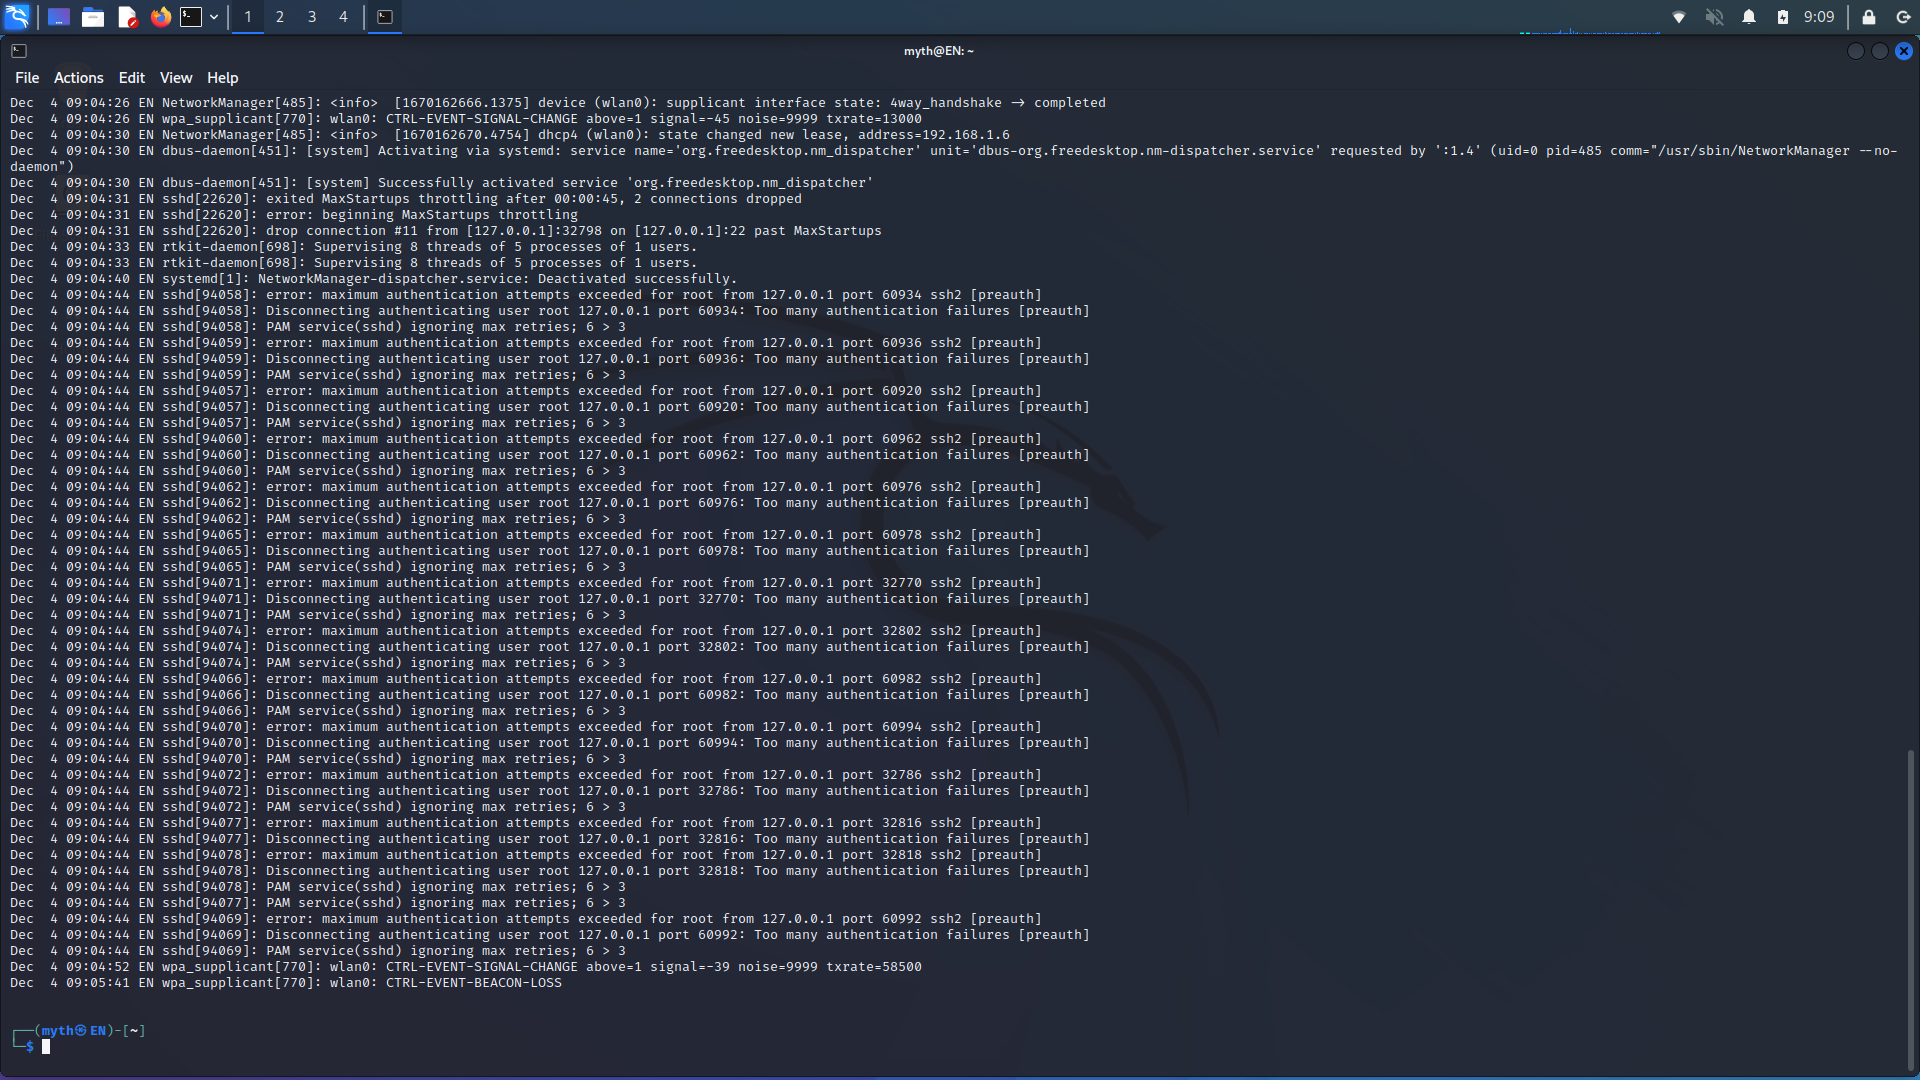 1 2 3 4 9:09
myth@EN: ~
File Actions Edit View Help
Dec  4 09:04:26 EN NetworkManager[485]: <info>  [1670162666.1375] device (wlan0): supplicant interface state: 4way_handshake → completed
Dec  4 09:04:26 EN wpa_supplicant[770]: wlan0: CTRL-EVENT-SIGNAL-CHANGE above=1 signal=-45 noise=9999 txrate=13000
Dec  4 09:04:30 EN NetworkManager[485]: <info>  [1670162670.4754] dhcp4 (wlan0): state changed new lease, address=192.168.1.6
Dec  4 09:04:30 EN dbus-daemon[451]: [system] Activating via systemd: service name='org.freedesktop.nm_dispatcher' unit='dbus-org.freedesktop.nm-dispatcher.service' requested by ':1.4' (uid=0 pid=485 comm="/usr/sbin/NetworkManager --no-
daemon")
Dec  4 09:04:30 EN dbus-daemon[451]: [system] Successfully activated service 'org.freedesktop.nm_dispatcher'
Dec  4 09:04:31 EN sshd[22620]: exited MaxStartups throttling after 00:00:45, 2 connections dropped
Dec  4 09:04:31 EN sshd[22620]: error: beginning MaxStartups throttling
Dec  4 09:04:31 EN sshd[22620]: drop connection #11 from [127.0.0.1]:32798 on [127.0.0.1]:22 past MaxStartups
Dec  4 09:04:33 EN rtkit-daemon[698]: Supervising 8 threads of 5 processes of 1 users.
Dec  4 09:04:33 EN rtkit-daemon[698]: Supervising 8 threads of 5 processes of 1 users.
Dec  4 09:04:40 EN systemd[1]: NetworkManager-dispatcher.service: Deactivated successfully.
Dec  4 09:04:44 EN sshd[94058]: error: maximum authentication attempts exceeded for root from 127.0.0.1 port 60934 ssh2 [preauth]
Dec  4 09:04:44 EN sshd[94058]: Disconnecting authenticating user root 127.0.0.1 port 60934: Too many authentication failures [preauth]
Dec  4 09:04:44 EN sshd[94058]: PAM service(sshd) ignoring max retries; 6 > 3
Dec  4 09:04:44 EN sshd[94059]: error: maximum authentication attempts exceeded for root from 127.0.0.1 port 60936 ssh2 [preauth]
Dec  4 09:04:44 EN sshd[94059]: Disconnecting authenticating user root 127.0.0.1 port 60936: Too many authentication failures [preauth]
Dec  4 09:04:44 EN sshd[94059]: PAM service(sshd) ignoring max retries; 6 > 3
Dec  4 09:04:44 EN sshd[94057]: error: maximum authentication attempts exceeded for root from 127.0.0.1 port 60920 ssh2 [preauth]
Dec  4 09:04:44 EN sshd[94057]: Disconnecting authenticating user root 127.0.0.1 port 60920: Too many authentication failures [preauth]
Dec  4 09:04:44 EN sshd[94057]: PAM service(sshd) ignoring max retries; 6 > 3
Dec  4 09:04:44 EN sshd[94060]: error: maximum authentication attempts exceeded for root from 127.0.0.1 port 60962 ssh2 [preauth]
Dec  4 09:04:44 EN sshd[94060]: Disconnecting authenticating user root 127.0.0.1 port 60962: Too many authentication failures [preauth]
Dec  4 09:04:44 EN sshd[94060]: PAM service(sshd) ignoring max retries; 6 > 3
Dec  4 09:04:44 EN sshd[94062]: error: maximum authentication attempts exceeded for root from 127.0.0.1 port 60976 ssh2 [preauth]
Dec  4 09:04:44 EN sshd[94062]: Disconnecting authenticating user root 127.0.0.1 port 60976: Too many authentication failures [preauth]
Dec  4 09:04:44 EN sshd[94062]: PAM service(sshd) ignoring max retries; 6 > 3
Dec  4 09:04:44 EN sshd[94065]: error: maximum authentication attempts exceeded for root from 127.0.0.1 port 60978 ssh2 [preauth]
Dec  4 09:04:44 EN sshd[94065]: Disconnecting authenticating user root 127.0.0.1 port 60978: Too many authentication failures [preauth]
Dec  4 09:04:44 EN sshd[94065]: PAM service(sshd) ignoring max retries; 6 > 3
Dec  4 09:04:44 EN sshd[94071]: error: maximum authentication attempts exceeded for root from 127.0.0.1 port 32770 ssh2 [preauth]
Dec  4 09:04:44 EN sshd[94071]: Disconnecting authenticating user root 127.0.0.1 port 32770: Too many authentication failures [preauth]
Dec  4 09:04:44 EN sshd[94071]: PAM service(sshd) ignoring max retries; 6 > 3
Dec  4 09:04:44 EN sshd[94074]: error: maximum authentication attempts exceeded for root from 127.0.0.1 port 32802 ssh2 [preauth]
Dec  4 09:04:44 EN sshd[94074]: Disconnecting authenticating user root 127.0.0.1 port 32802: Too many authentication failures [preauth]
Dec  4 09:04:44 EN sshd[94074]: PAM service(sshd) ignoring max retries; 6 > 3
Dec  4 09:04:44 EN sshd[94066]: error: maximum authentication attempts exceeded for root from 127.0.0.1 port 60982 ssh2 [preauth]
Dec  4 09:04:44 EN sshd[94066]: Disconnecting authenticating user root 127.0.0.1 port 60982: Too many authentication failures [preauth]
Dec  4 09:04:44 EN sshd[94066]: PAM service(sshd) ignoring max retries; 6 > 3
Dec  4 09:04:44 EN sshd[94070]: error: maximum authentication attempts exceeded for root from 127.0.0.1 port 60994 ssh2 [preauth]
Dec  4 09:04:44 EN sshd[94070]: Disconnecting authenticating user root 127.0.0.1 port 60994: Too many authentication failures [preauth]
Dec  4 09:04:44 EN sshd[94070]: PAM service(sshd) ignoring max retries; 6 > 3
Dec  4 09:04:44 EN sshd[94072]: error: maximum authentication attempts exceeded for root from 127.0.0.1 port 32786 ssh2 [preauth]
Dec  4 09:04:44 EN sshd[94072]: Disconnecting authenticating user root 127.0.0.1 port 32786: Too many authentication failures [preauth]
Dec  4 09:04:44 EN sshd[94072]: PAM service(sshd) ignoring max retries; 6 > 3
Dec  4 09:04:44 EN sshd[94077]: error: maximum authentication attempts exceeded for root from 127.0.0.1 port 32816 ssh2 [preauth]
Dec  4 09:04:44 EN sshd[94077]: Disconnecting authenticating user root 127.0.0.1 port 32816: Too many authentication failures [preauth]
Dec  4 09:04:44 EN sshd[94078]: error: maximum authentication attempts exceeded for root from 127.0.0.1 port 32818 ssh2 [preauth]
Dec  4 09:04:44 EN sshd[94078]: Disconnecting authenticating user root 127.0.0.1 port 32818: Too many authentication failures [preauth]
Dec  4 09:04:44 EN sshd[94078]: PAM service(sshd) ignoring max retries; 6 > 3
Dec  4 09:04:44 EN sshd[94077]: PAM service(sshd) ignoring max retries; 6 > 3
Dec  4 09:04:44 EN sshd[94069]: error: maximum authentication attempts exceeded for root from 127.0.0.1 port 60992 ssh2 [preauth]
Dec  4 09:04:44 EN sshd[94069]: Disconnecting authenticating user root 127.0.0.1 port 60992: Too many authentication failures [preauth]
Dec  4 09:04:44 EN sshd[94069]: PAM service(sshd) ignoring max retries; 6 > 3
Dec  4 09:04:52 EN wpa_supplicant[770]: wlan0: CTRL-EVENT-SIGNAL-CHANGE above=1 signal=-39 noise=9999 txrate=58500
Dec  4 09:05:41 EN wpa_supplicant[770]: wlan0: CTRL-EVENT-BEACON-LOSS
┌──(myth㉿EN)-[~]
└─$